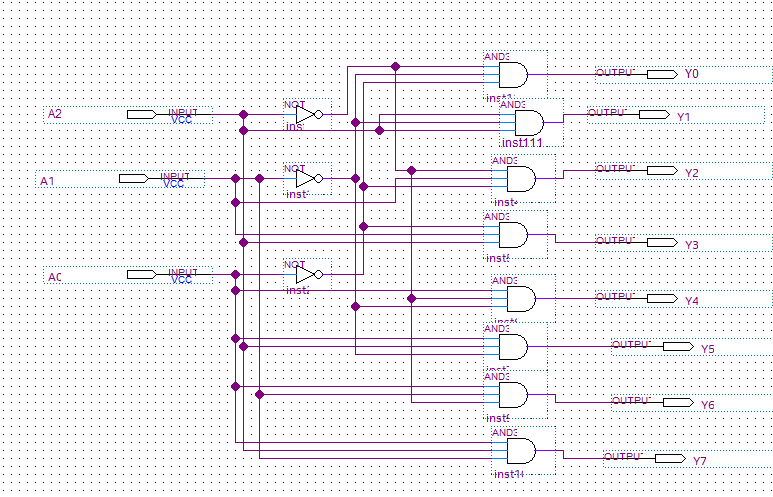 AND3
OUTPUT Y0
inst
NOT
AND3
A2 INPUT
VCC
OUTPUT Y1
ins
inst111
AND3
NOT
A1 INPUT
VCC
OUTPUT Y2
inst
inst
AND3
OUTPUT Y3
inst
NOT
A0 INPUT
VCC
AND3
inst
OUTPUT Y4
inst
AND3
OUTPUT Y5
AND3
OUTPUT Y6
inst
AND3
OUTPUT Y7
inst1